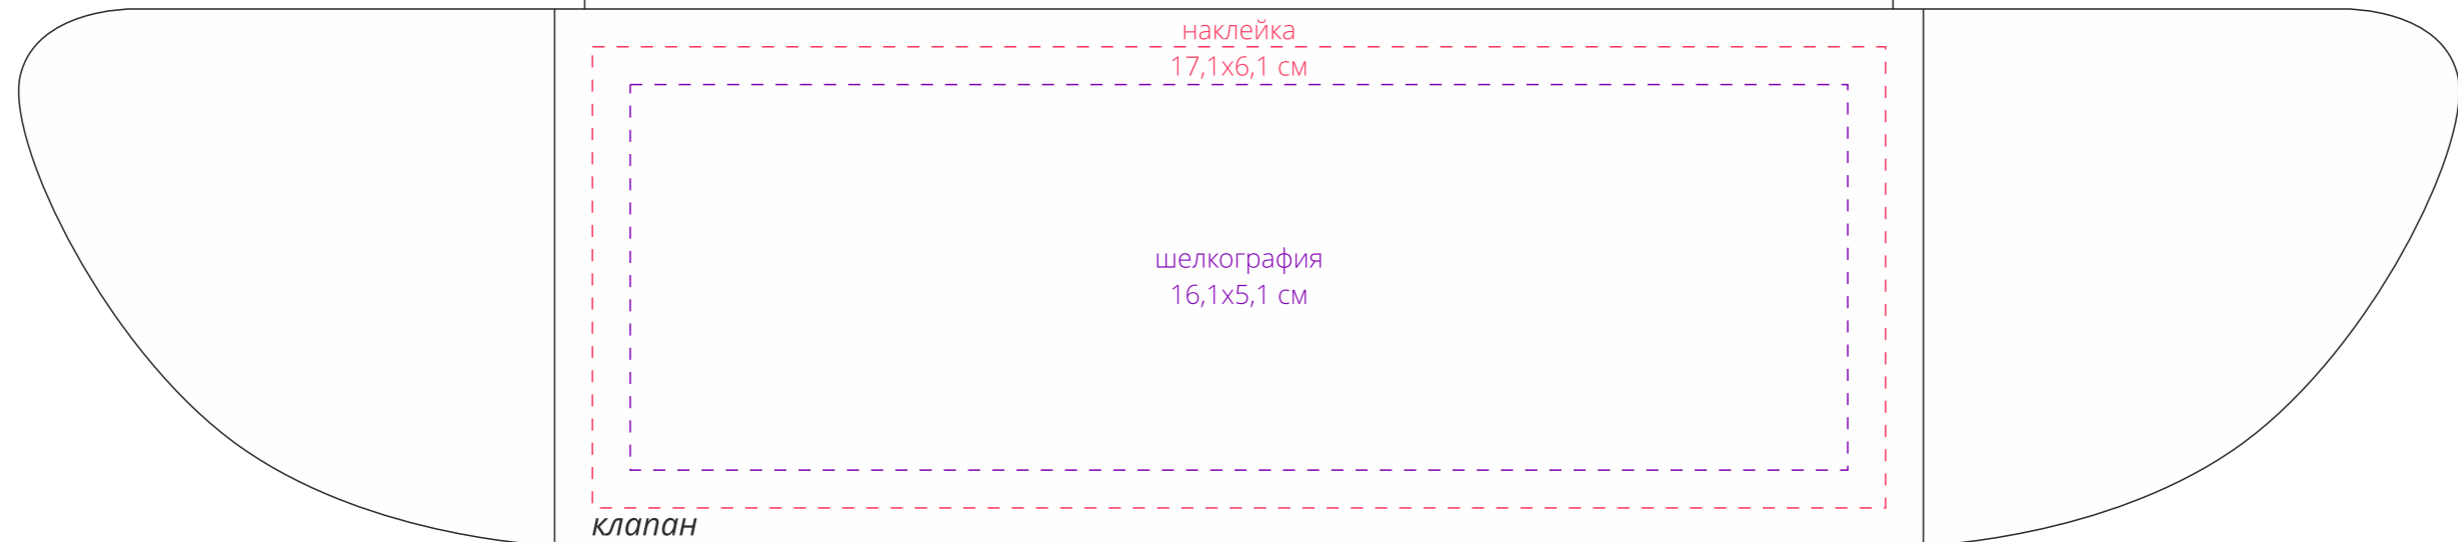 наклейка
17,1х6,1 см
шелкография
16,1х5,1 см
клапан